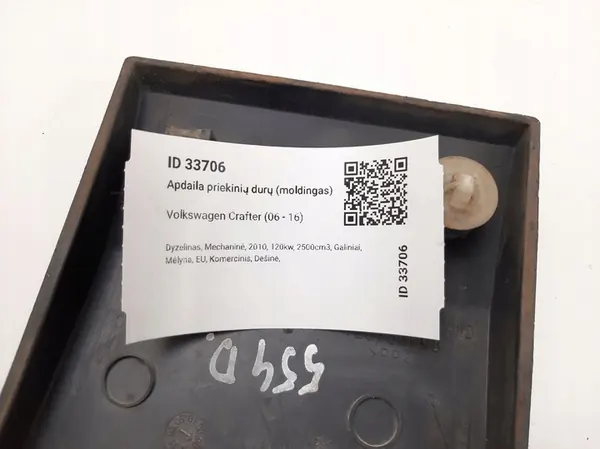 ID 33706
Apdaila priekinių durų (moldingas)
Volkswagen Crafter (06 - 16)
Dyzelinas, Mechaninė, 2010, 120kw, 2500cm3, Galiniai,
Mėlyna, EU, Komercinis, Dešinė,
ID 33706
554D